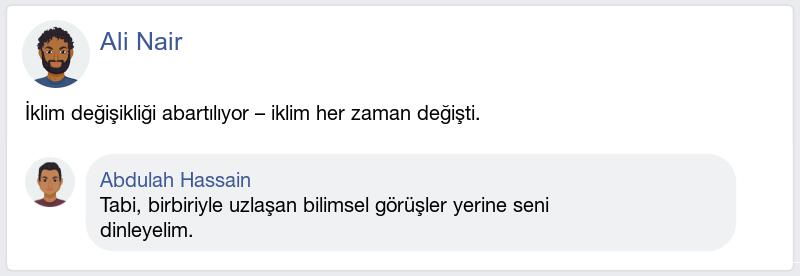 Ali Nair
İklim değişikliği abartılıyor – iklim her zaman değişti.
Abdulah Hassain
Tabi, birbiriyle uzlaşan bilimsel görüşler yerine seni
dinleyelim.